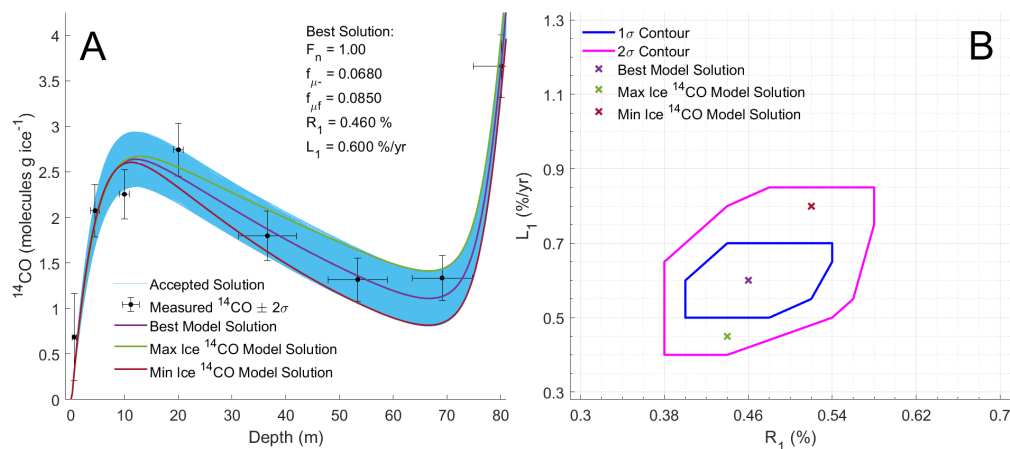 A
Best Solution:
Fn = 1.00
fμ- = 0.0680
fμf = 0.0850
R1 = 0.460 %
L1 = 0.600 %/yr
Accepted Solution
Measured 14CO ± 2σ
Best Model Solution
Max Ice 14CO Model Solution
Min Ice 14CO Model Solution
14CO (molecules g ice-1)
4
3.5
3
2.5
2
1.5
1
0.5
0
0 10 20 30 40 50 60 70 80
Depth (m)
B
1σ Contour
2σ Contour
Best Model Solution
Max Ice 14CO Model Solution
Min Ice 14CO Model Solution
L1 (%/yr)
1.3
1.1
0.9
0.7
0.5
0.3
0.3 0.38 0.46 0.54 0.62 0.7
R1 (%)